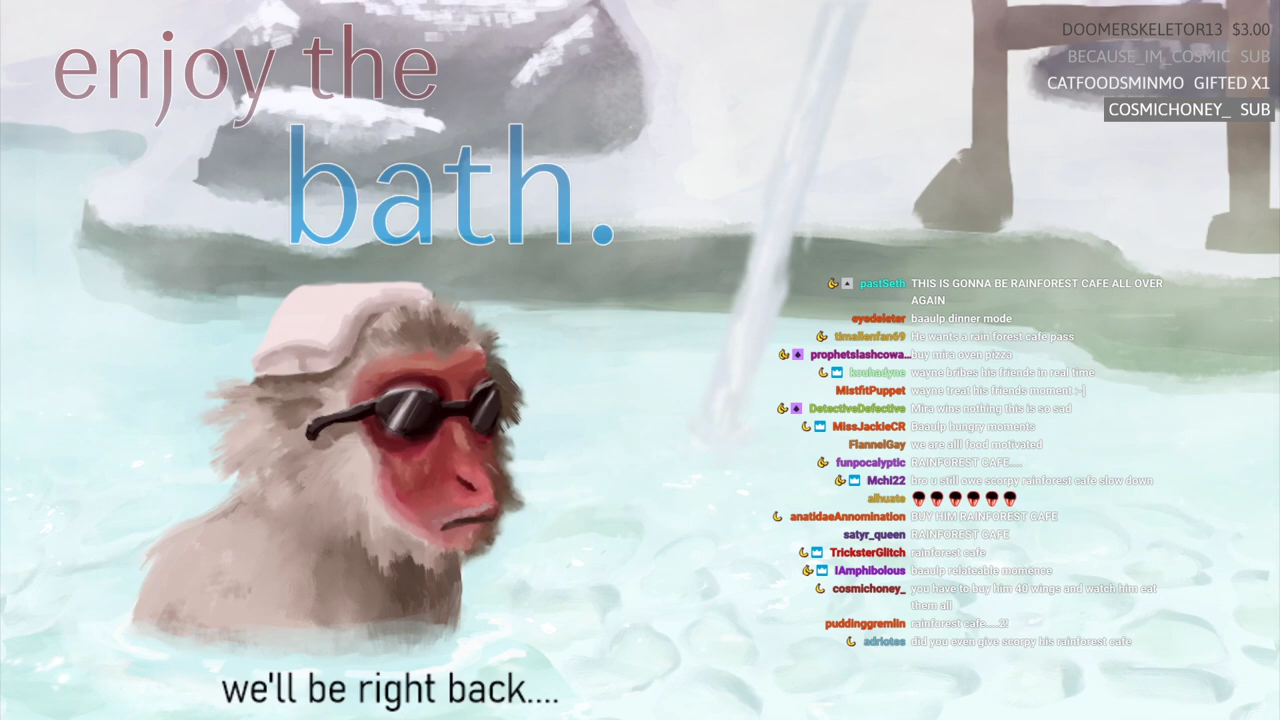 enjoy the
bath.
DOOMERSKELETOR13 $3.00
BECAUSE_IM_COSMIC SUB
CATFOODSMINMO GIFTED X1
COSMICHONEY_ SUB
pastSeth THIS IS GONNA BE RAINFOREST CAFE ALL OVER
AGAIN
eyedeleter baaulp dinner mode
timallenfan69 He wants a rain forest cafe pass
prophetslashcowa... buy mira oven pizza
kouhadyne wayne bribes his friends in real time
MistfitPuppet wayne treat his friends moment :-]
DetectiveDefective Mira wins nothing this is so sad
MissJackieCR Baaulp hungry moments
FlannelGay we are alll food motivated
funpocalyptic RAINFOREST CAFE....
Mchi22 bro u still owe scorpy rainforest cafe slow down
alhuate
anatidaeAnnomination BUY HIM RAINFOREST CAFE
satyr_queen RAINFOREST CAFE
TricksterGlitch rainforest cafe
IAmphibolous baaulp relateable momence
cosmichoney_ you have to buy him 40 wings and watch him eat
them all
puddinggremlin rainforest cafe....2!
adriotes did you even give scorpy his rainforest cafe
we'll be right back....